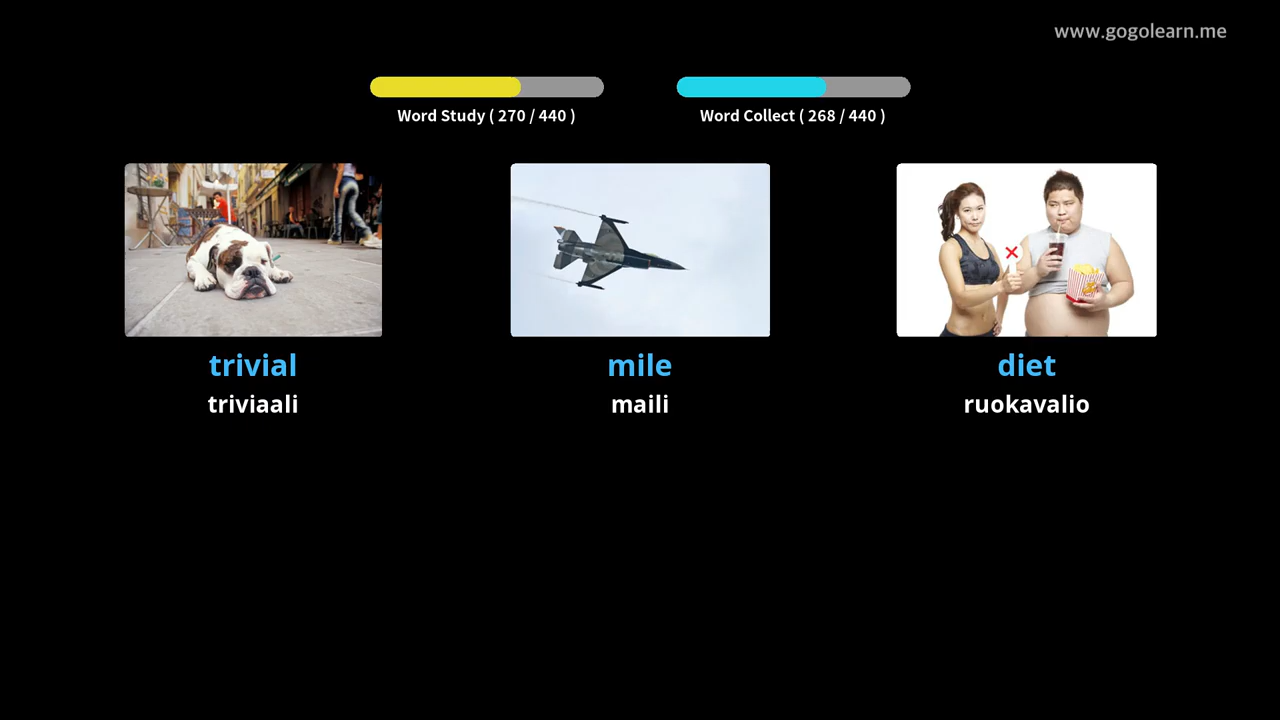 www.gogolearn.me
Word Study ( 270 / 440 )
Word Collect ( 268 / 440 )
trivial
mile
diet
triviaali
maili
ruokavalio